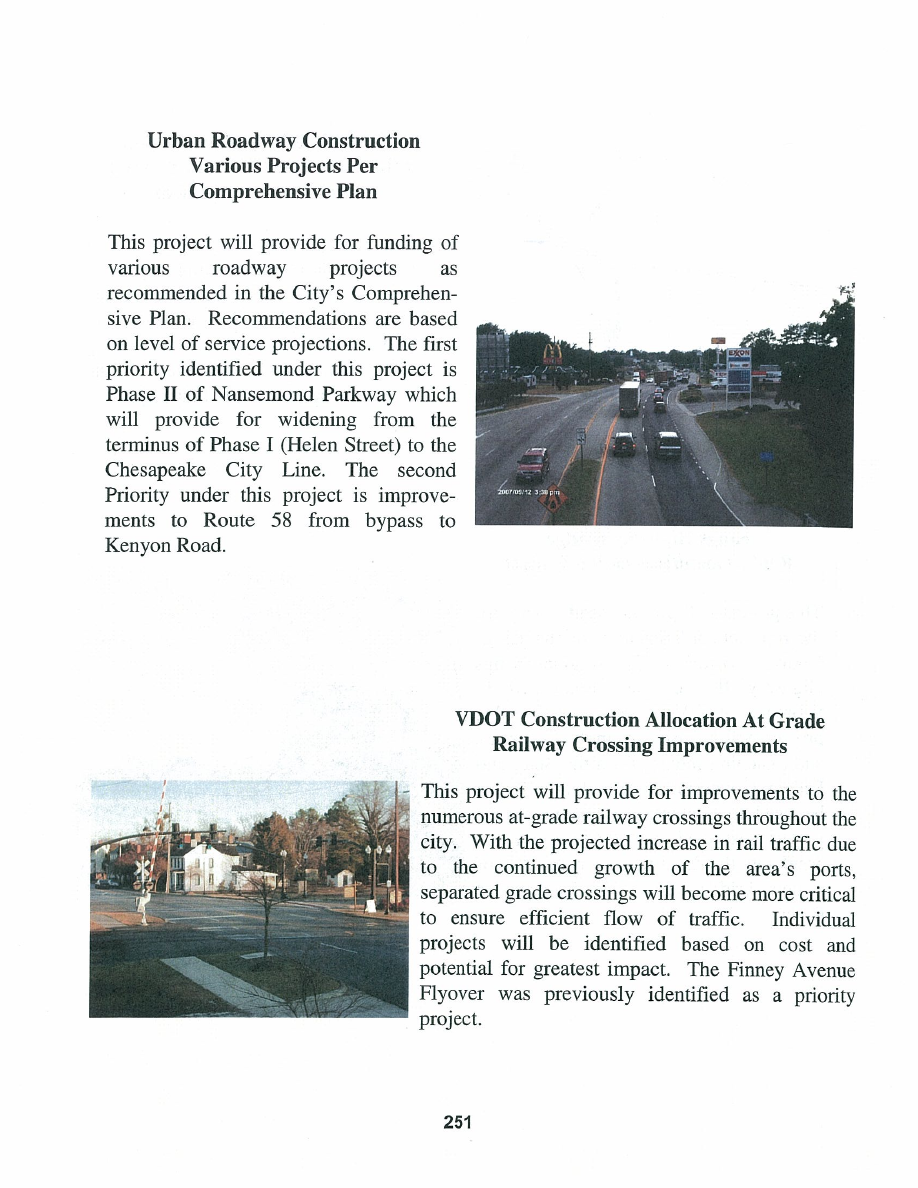 Urban Roadway Construction
Various Projects Per
Comprehensive Plan
This project will provide for funding of
various roadway projects as
recommended in the City's Comprehen-
sive Plan. Recommendations are based
on level of service projections. The first
priority identified under this project is
Phase II of Nansemond Parkway which
will provide for widening from the
terminus of Phase I (Helen Street) to the
Chesapeake City Line. The second
Priority under this project is improve-
ments to Route 58 from bypass to
Kenyon Road.
EXXON
2007/09/12 3:38 pm
VDOT Construction Allocation At Grade
Railway Crossing Improvements
This project will provide for improvements to the
numerous at-grade railway crossings throughout the
city. With the projected increase in rail traffic due
to the continued growth of the area's ports,
separated grade crossings will become more critical
to ensure efficient flow of traffic. Individual
projects will be identified based on cost and
potential for greatest impact. The Finney Avenue
Flyover was previously identified as a priority
project.
251